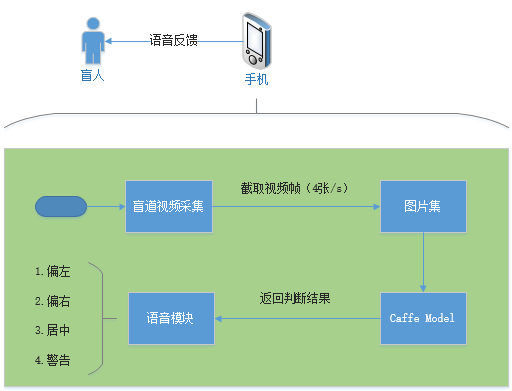 语音反馈
盲人
手机
截取视频帧（4张/s）
盲道视频采集
图片集
1.偏左
2.偏右
3.居中
4.警告
返回判断结果
语音模块
Caffe Model